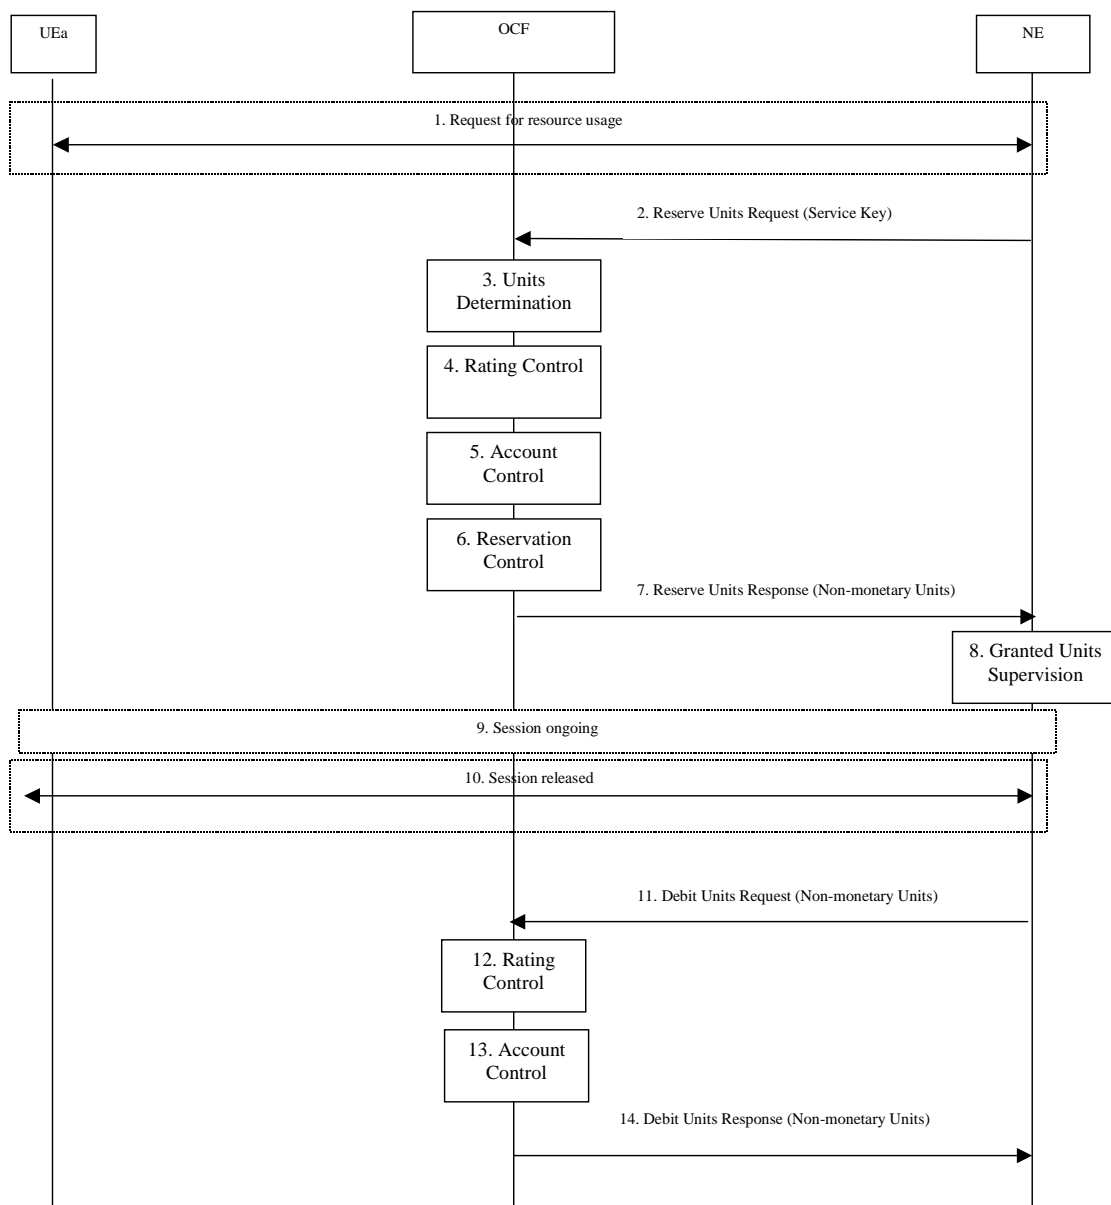 UEa
OCF
NE
1. Request for resource usage
2. Reserve Units Request (Service Key)
3. Units
Determination
4. Rating Control
5. Account
Control
6. Reservation
Control
7. Reserve Units Response (Non-monetary Units)
8. Granted Units
Supervision
9. Session ongoing
10. Session released
11. Debit Units Request (Non-monetary Units)
12. Rating
Control
13. Account
Control
14. Debit Units Response (Non-monetary Units)